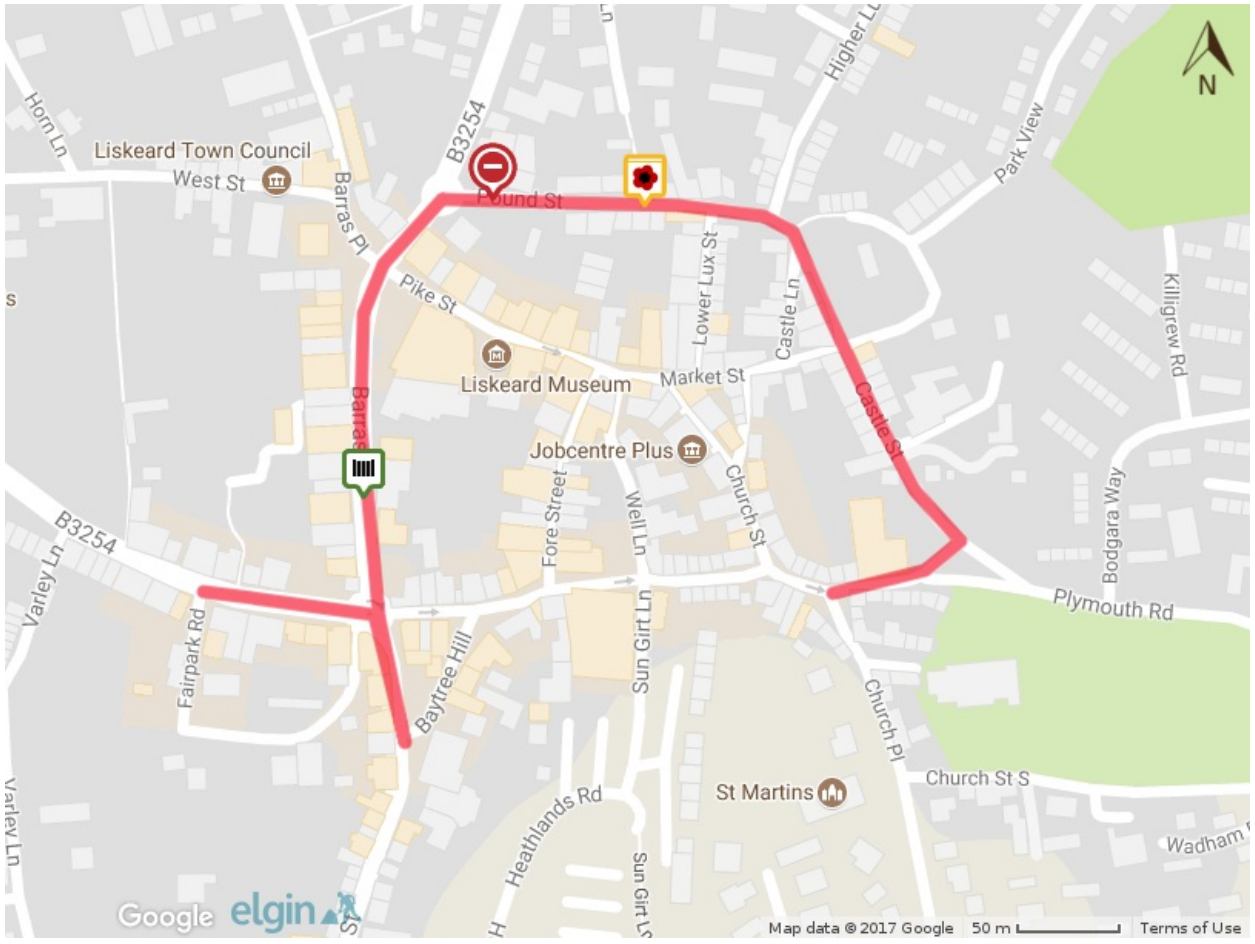 Horn Ln
B3254
Ln
Higher Lu
N
Park View
Liskeard Town Council
West St
Barras Pl
Pound St
Pike St
Lower Lux St
Castle Ln
Killigrew Rd
s
Liskeard Museum
Market St
Barras
Castle St
Jobcentre Plus
Church St
Fore Street
Well Ln
Bodgara Way
B3254
Varley Ln
Fairpark Rd
Baytree Hill
Sun Girt Ln
Plymouth Rd
Church Pl
St Martins
Church St S
Varley Ln
Heathlands Rd
Wadham
Sun Girt Ln
H
St
Google elgin
Map data © 2017 Google 50 m Terms of Use